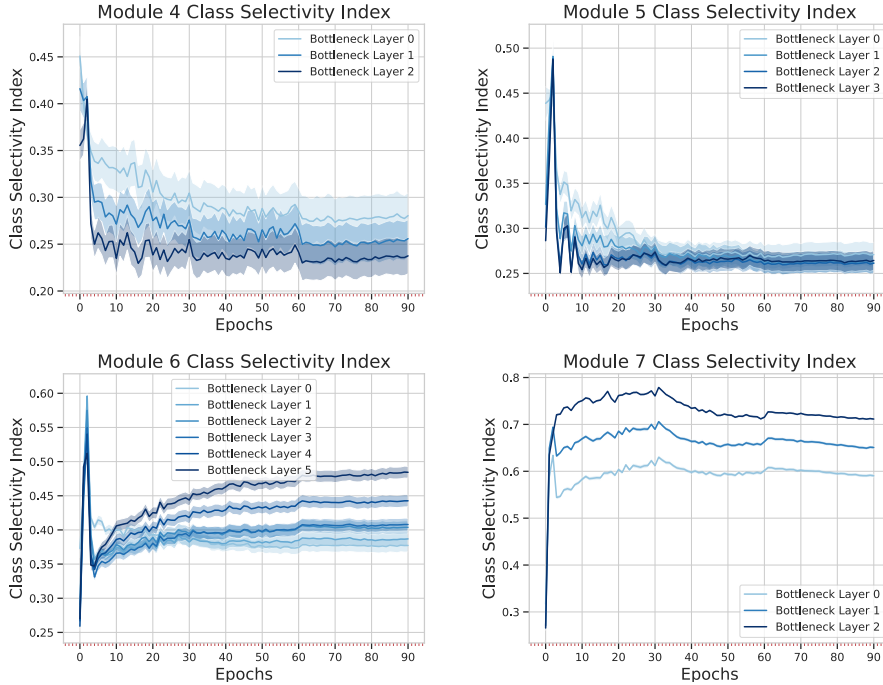 Module 4 Class Selectivity Index
Class Selectivity Index
0.45
0.40
0.35
0.30
0.25
0.20
Bottleneck Layer 0
Bottleneck Layer 1
Bottleneck Layer 2
0 10 20 30 40 50 60 70 80 90
Epochs
Module 5 Class Selectivity Index
Class Selectivity Index
0.50
0.45
0.40
0.35
0.30
0.25
Bottleneck Layer 0
Bottleneck Layer 1
Bottleneck Layer 2
Bottleneck Layer 3
0 10 20 30 40 50 60 70 80 90
Epochs
Module 6 Class Selectivity Index
Class Selectivity Index
0.60
0.55
0.50
0.45
0.40
0.35
0.30
0.25
Bottleneck Layer 0
Bottleneck Layer 1
Bottleneck Layer 2
Bottleneck Layer 3
Bottleneck Layer 4
Bottleneck Layer 5
0 10 20 30 40 50 60 70 80 90
Epochs
Module 7 Class Selectivity Index
Class Selectivity Index
0.8
0.7
0.6
0.5
0.4
0.3
Bottleneck Layer 0
Bottleneck Layer 1
Bottleneck Layer 2
0 10 20 30 40 50 60 70 80 90
Epochs